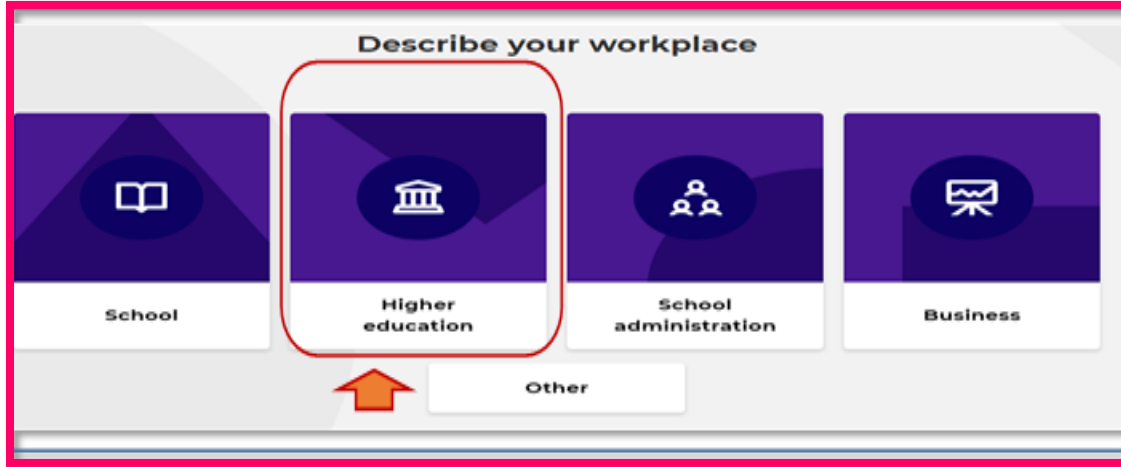 Describe your workplace
School
Higher
education
School
administration
Business
Other